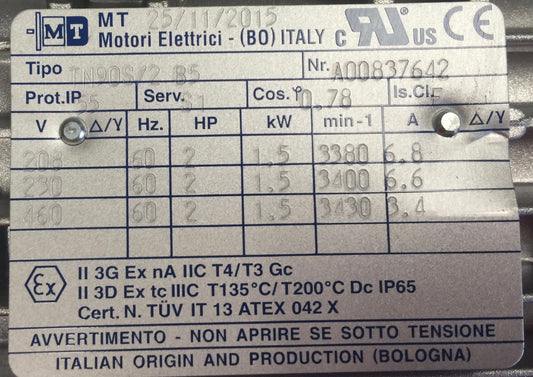 MT MT 25/11/2015
Motori Elettrici - (BO) ITALY c UR US CE
Tipo TN90S/2 B5 Nr. A00837642
Prot.IP 55 Serv. S1 Cos.φ 0,78 Is.Cl. F
V Δ/Y Hz. HP kW min-1 A Δ/Y
208 60 2 1.5 3380 6.8
230 60 2 1.5 3400 6.6
460 60 2 1.5 3430 3.4
Ex II 3G Ex nA IIC T4/T3 Gc
II 3D Ex tc IIIC T135°C/T200°C Dc IP65
Cert. N. TÜV IT 13 ATEX 042 X
AVVERTIMENTO - NON APRIRE SE SOTTO TENSIONE
ITALIAN ORIGIN AND PRODUCTION (BOLOGNA)